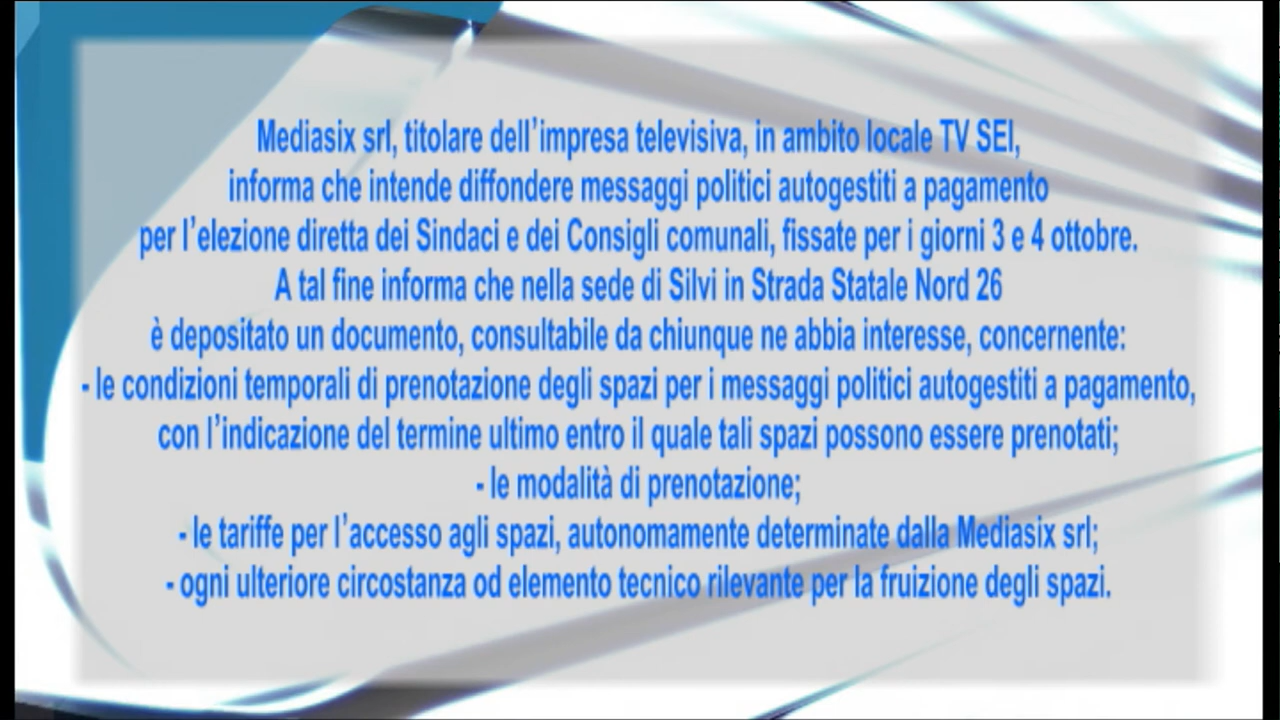 Mediasix srl, titolare dell'impresa televisiva, in ambito locale TV SEI,
informa che intende diffondere messaggi politici autogestiti a pagamento
per l'elezione diretta dei Sindaci e dei Consigli comunali, fissate per i giorni 3 e 4 ottobre.
A tal fine informa che nella sede di Silvi in Strada Statale Nord 26
è depositato un documento, consultabile da chiunque ne abbia interesse, concernente:
- le condizioni temporali di prenotazione degli spazi per i messaggi politici autogestiti a pagamento,
con l'indicazione del termine ultimo entro il quale tali spazi possono essere prenotati;
- le modalità di prenotazione;
- le tariffe per l'accesso agli spazi, autonomamente determinate dalla Mediasix srl;
- ogni ulteriore circostanza od elemento tecnico rilevante per la fruizione degli spazi.